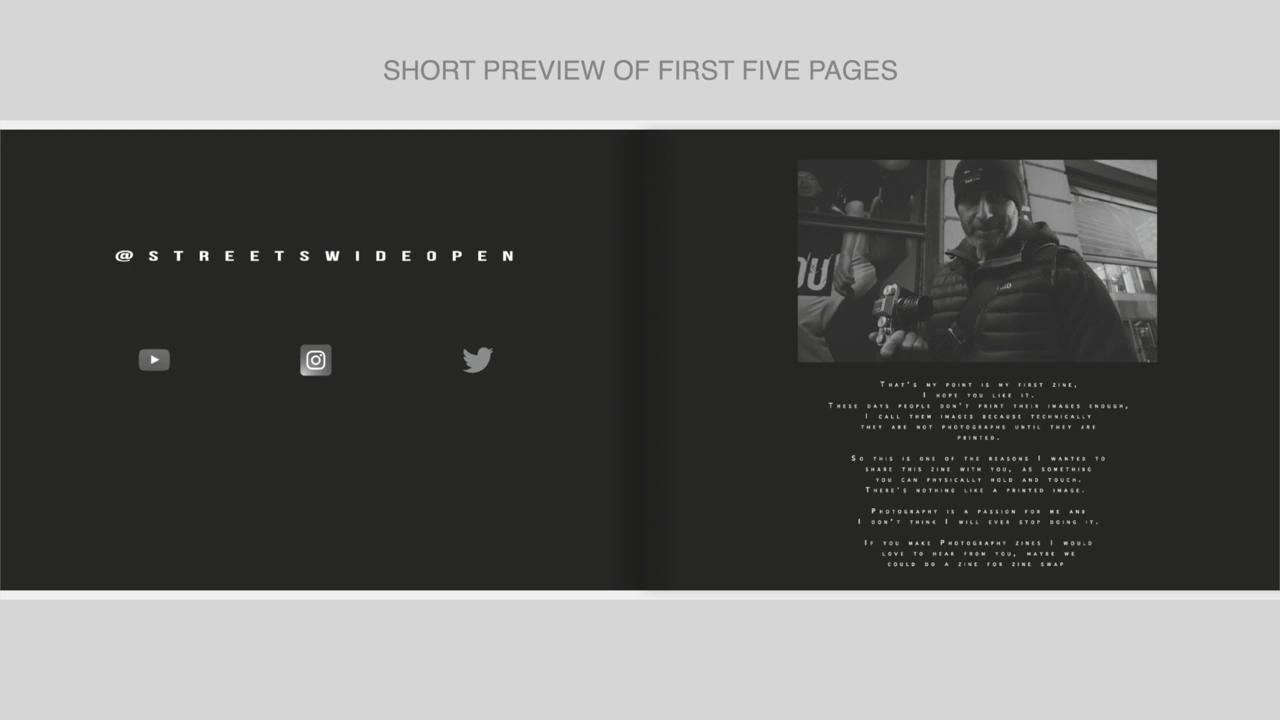 SHORT PREVIEW OF FIRST FIVE PAGES
@STREETSWIDEOPEN
OU
THAT'S MY POINT IS MY FIRST ZINE,
I HOPE YOU LIKE IT.
THESE DAYS PEOPLE DON'T PRINT THEIR IMAGES ENOUGH,
I CALL THEM IMAGES BECAUSE TECHNICALLY
THEY ARE NOT PHOTOGRAPHS UNTIL THEY ARE
PRINTED.
SO THIS IS ONE OF THE REASONS I WANTED TO
SHARE THIS ZINE WITH YOU, AS SOMETHING
YOU CAN PHYSICALLY HOLD AND TOUCH.
THERE'S NOTHING LIKE A PRINTED IMAGE.
PHOTOGRAPHY IS A PASSION FOR ME AND
I DON'T THINK I WILL EVER STOP DOING IT.
IF YOU MAKE PHOTOGRAPHY ZINES I WOULD
LOVE TO HEAR FROM YOU, MAYBE WE
COULD DO A ZINE FOR ZINE SWAP